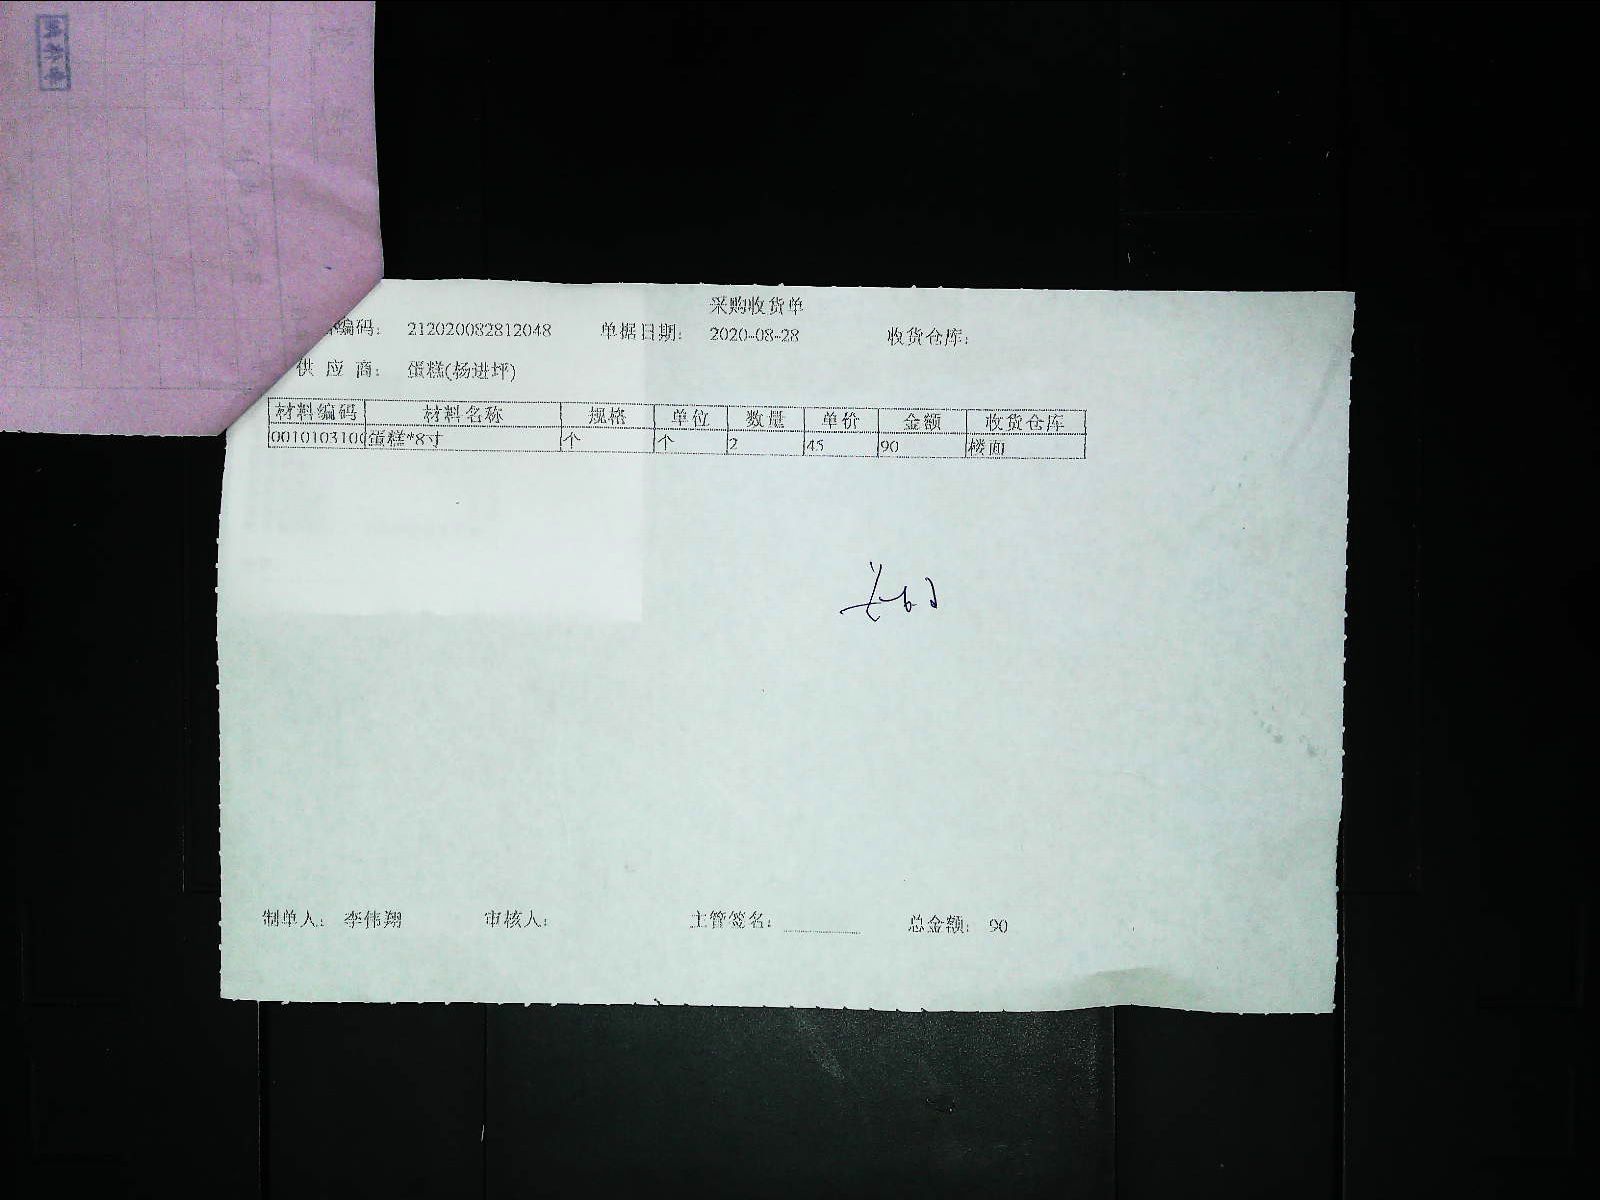 采购收货单
编码: 212020082812048 单据日期: 2020-08-28 收货仓库:
供 应 商: 蛋糕(杨进坪)
材料编码 材料名称 规格 单位 数量 单价 金额 收货仓库
0010103100 蛋糕*8寸 个 个 2 45 90 楼面
制单人: 李伟翔 审核人: 主管签名: 总金额: 90